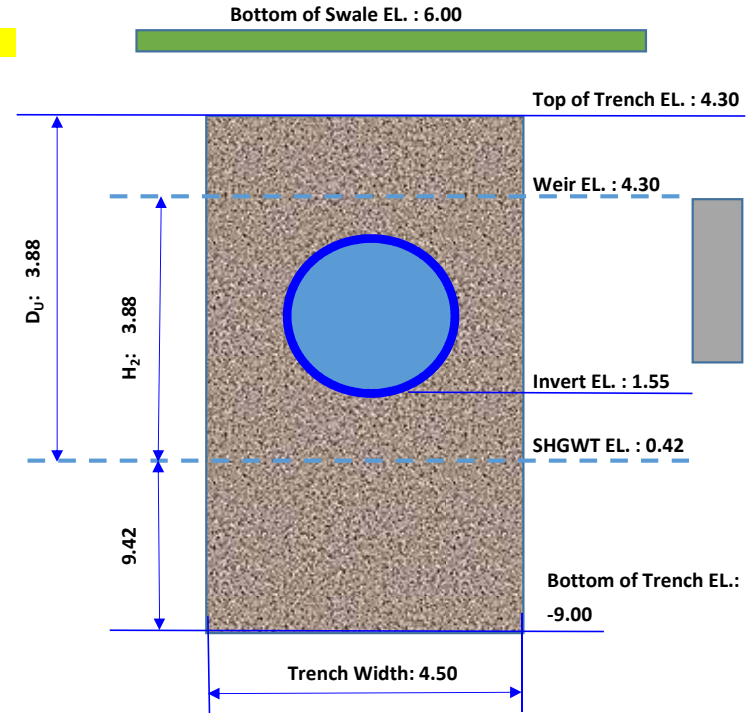 Bottom of Swale EL. : 6.00
Top of Trench EL. : 4.30
Weir EL. : 4.30
D_U: 3.88
H₂: 3.88
Invert EL. : 1.55
SHGWT EL. : 0.42
9.42
Bottom of Trench EL.:
-9.00
Trench Width: 4.50